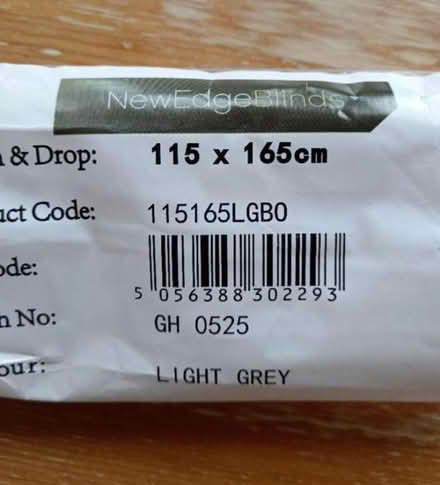 NewEdgeBlinds
& Drop: 115 x 165cm
uct Code: 115165LGBO
ode:
5 056388 302293
n No: GH 0525
our: LIGHT GREY